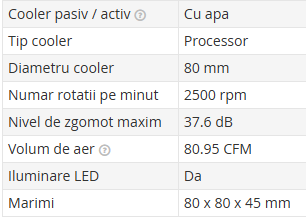 Cooler pasiv / activ ? Cu apa
Tip cooler Processor
Diametru cooler 80 mm
Numar rotatii pe minut 2500 rpm
Nivel de zgomot maxim 37.6 dB
Volum de aer ? 80.95 CFM
Iluminare LED Da
Marimi 80 x 80 x 45 mm